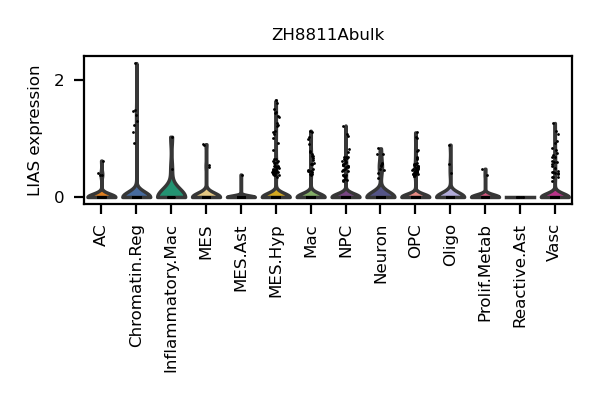 ZH8811Abulk
LIAS expression
2
0
AC
Chromatin.Reg
Inflammatory.Mac
MES
MES.Ast
MES.Hyp
Mac
NPC
Neuron
OPC
Oligo
Prolif.Metab
Reactive.Ast
Vasc